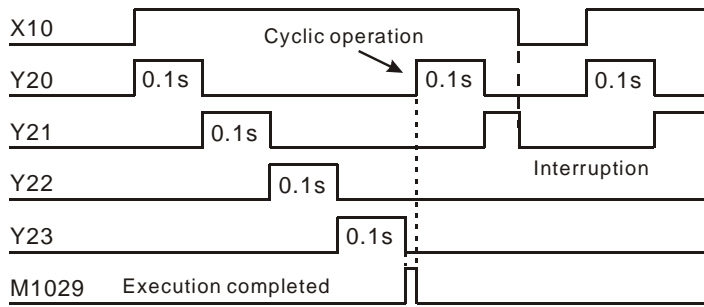 X10
Cyclic operation
Y20
0.1s
0.1s
0.1s
Y21
0.1s
Interruption
Y22
0.1s
Y23
0.1s
M1029
Execution completed